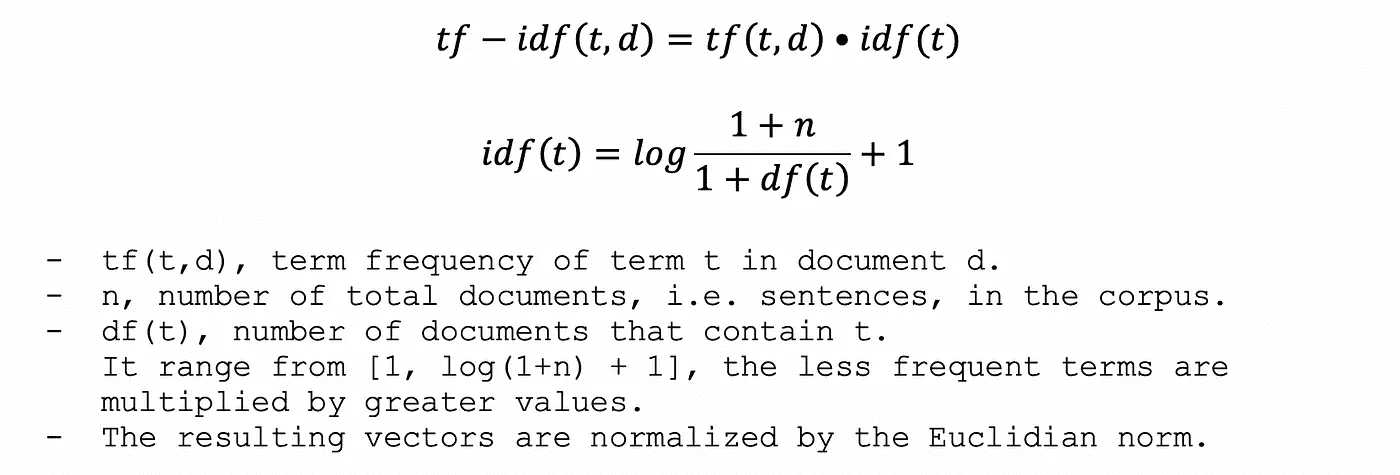 tf − idf(t, d) = tf(t, d) • idf(t)
idf(t) = log (1 + n) / (1 + df(t)) + 1
- tf(t,d), term frequency of term t in document d.
- n, number of total documents, i.e. sentences, in the corpus.
- df(t), number of documents that contain t.
It range from [1, log(1+n) + 1], the less frequent terms are
multiplied by greater values.
- The resulting vectors are normalized by the Euclidian norm.